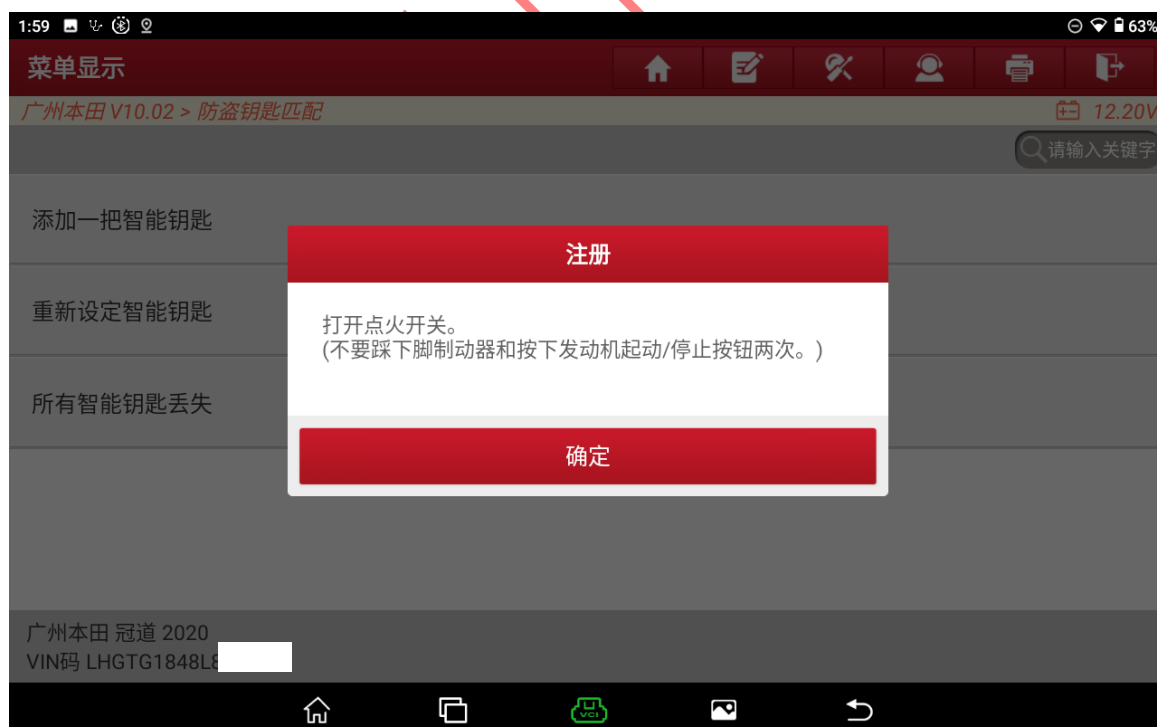 1:59
63%
菜单显示
广州本田 V10.02 > 防盗钥匙匹配
12.20V
请输入关键字
添加一把智能钥匙
注册
重新设定智能钥匙
打开点火开关。
(不要踩下脚制动器和按下发动机起动/停止按钮两次。)
所有智能钥匙丢失
确定
广州本田 冠道 2020
VIN码 LHGTG1848L8
VCI